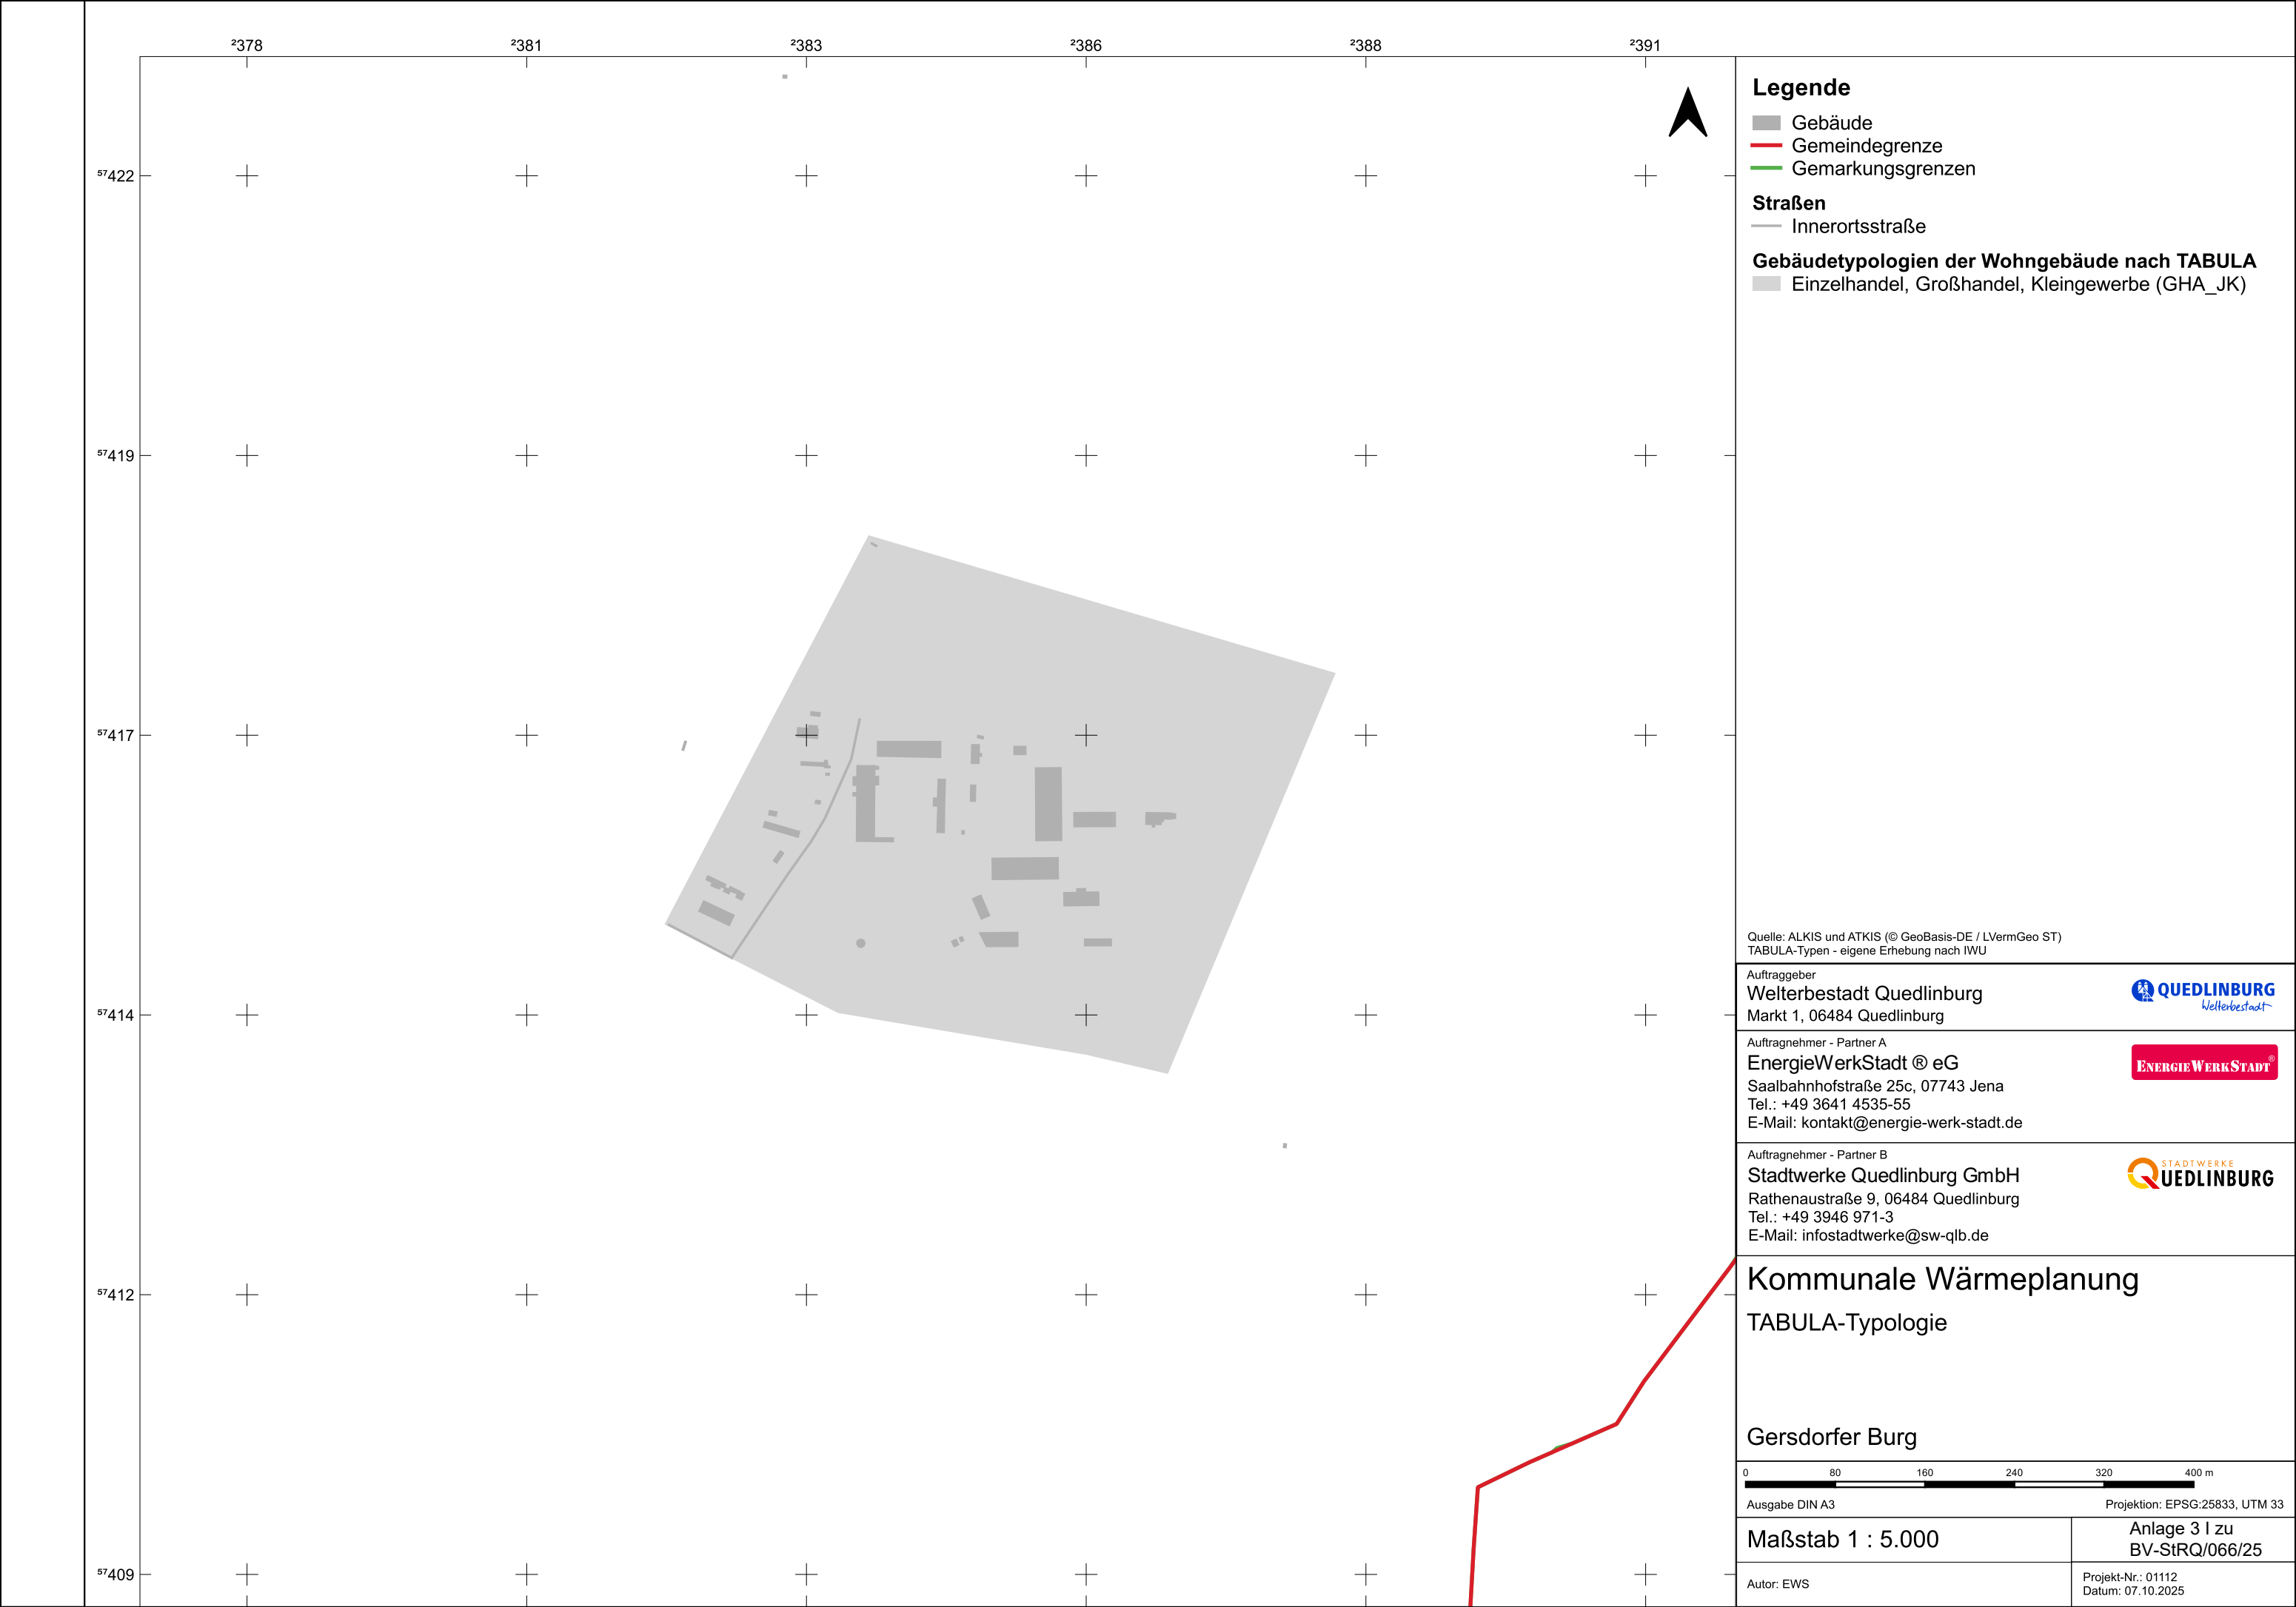 ²378 ²381 ²383 ²386 ²388 ²391
⁵⁷422
⁵⁷419
⁵⁷417
⁵⁷414
⁵⁷412
⁵⁷409
Legende
Gebäude
Gemeindegrenze
Gemarkungsgrenzen
Straßen
Innerortsstraße
Gebäudetypologien der Wohngebäude nach TABULA
Einzelhandel, Großhandel, Kleingewerbe (GHA_JK)
Quelle: ALKIS und ATKIS (© GeoBasis-DE / LVermGeo ST)
TABULA-Typen - eigene Erhebung nach IWU
Auftraggeber
Welterbestadt Quedlinburg
Markt 1, 06484 Quedlinburg
QUEDLINBURG
Welterbestadt
Auftragnehmer - Partner A
EnergieWerkStadt ® eG
Saalbahnhofstraße 25c, 07743 Jena
Tel.: +49 3641 4535-55
E-Mail: kontakt@energie-werk-stadt.de
ENERGIEWERKSTADT®
Auftragnehmer - Partner B
Stadtwerke Quedlinburg GmbH
Rathenaustraße 9, 06484 Quedlinburg
Tel.: +49 3946 971-3
E-Mail: infostadtwerke@sw-qlb.de
STADTWERKE
QUEDLINBURG
Kommunale Wärmeplanung
TABULA-Typologie
Gersdorfer Burg
0 80 160 240 320 400 m
Ausgabe DIN A3 Projektion: EPSG:25833, UTM 33
Maßstab 1 : 5.000
Anlage 3 I zu
BV-StRQ/066/25
Autor: EWS
Projekt-Nr.: 01112
Datum: 07.10.2025